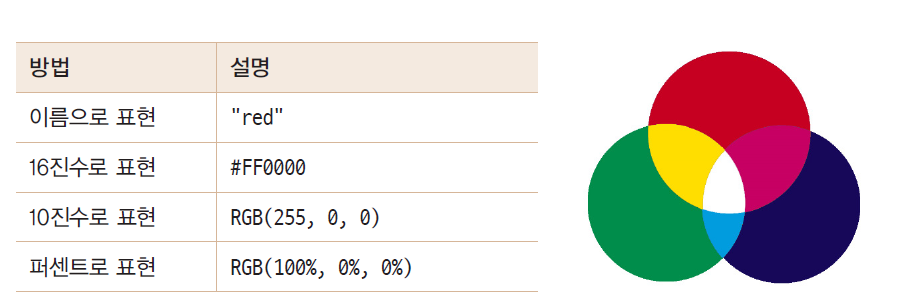 방법 설명
이름으로 표현 "red"
16진수로 표현 #FF0000
10진수로 표현 RGB(255, 0, 0)
퍼센트로 표현 RGB(100%, 0%, 0%)